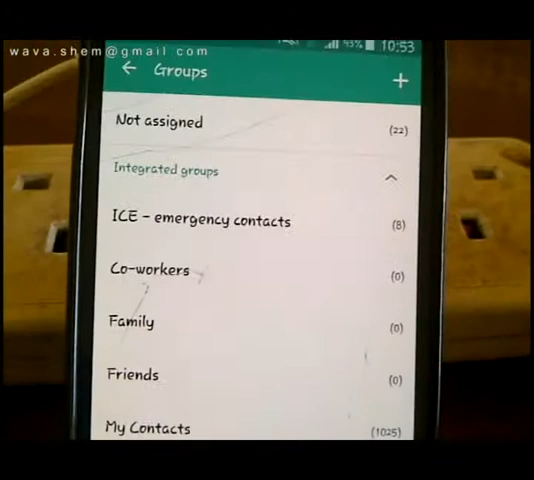 wava.shem@gmail.com
93% 10:53
Groups
Not assigned (22)
Integrated groups
ICE - emergency contacts (8)
Co-workers (0)
Family (0)
Friends (0)
My Contacts (1025)